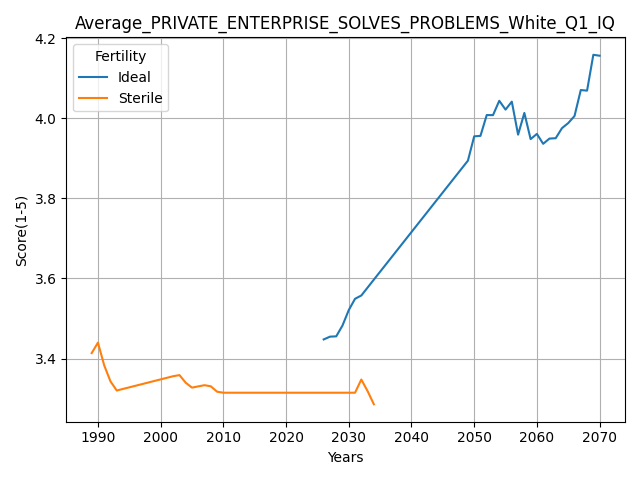 Average_PRIVATE_ENTERPRISE_SOLVES_PROBLEMS_White_Q1_IQ
Fertility
Ideal
Sterile
Score(1-5)
4.2
4.0
3.8
3.6
3.4
1990 2000 2010 2020 2030 2040 2050 2060 2070
Years